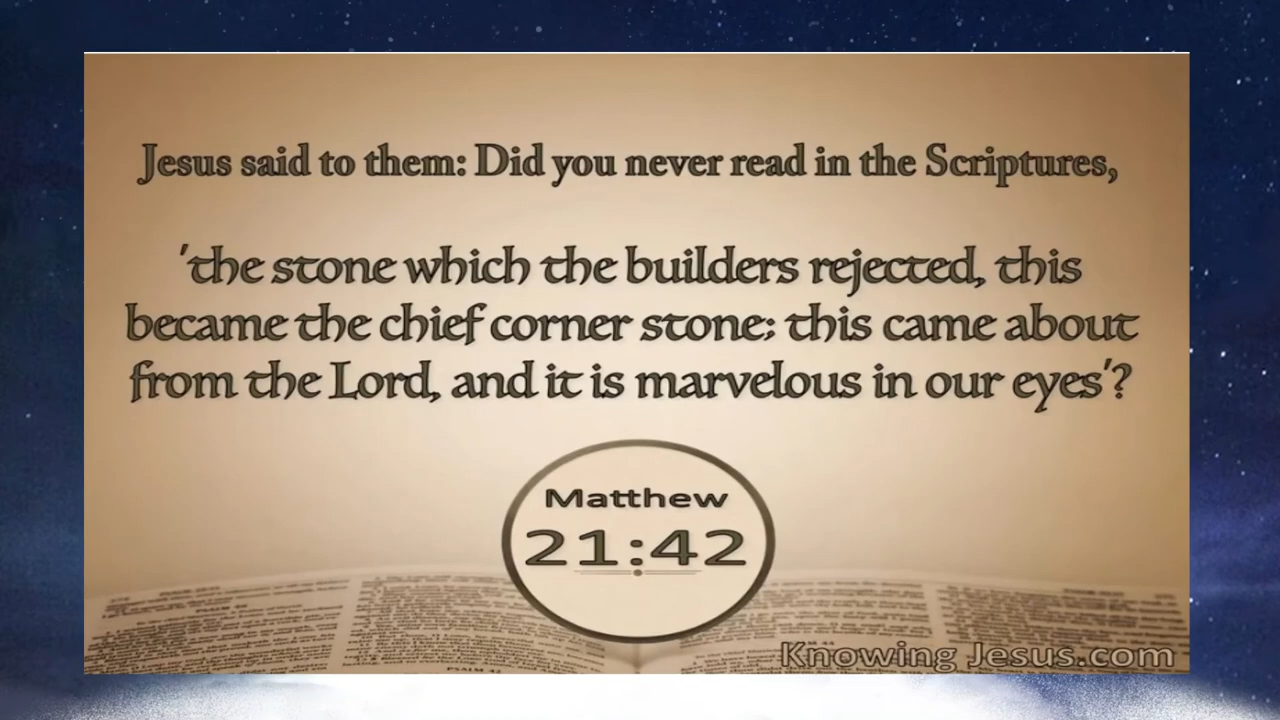 Jesus said to them: Did you never read in the Scriptures,
'the stone which the builders rejected, this
became the chief corner stone; this came about
from the Lord, and it is marvelous in our eyes'?
Matthew
21:42
Knowing Jesus.com